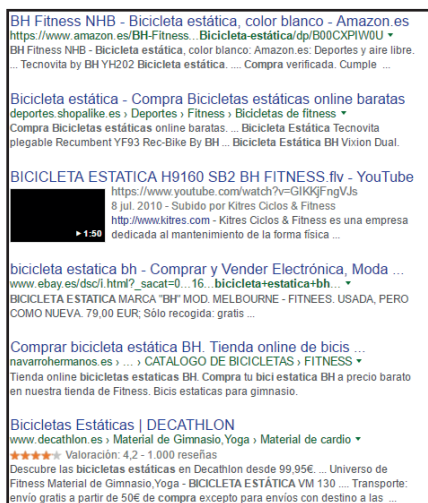 BH Fitness NHB - Bicicleta estática, color blanco - Amazon.es
https://www.amazon.es/BH-Fitness...Bicicleta-estática/dp/B00CXPIW0U
BH Fitness NHB - Bicicleta estática, color blanco: Amazon.es: Deportes y aire libre.
... Tecnovita by BH YH202 Bicicleta estática. .... Compra verificada. Cumple ...
Bicicleta estática - Compra Bicicletas estáticas online baratas
deportes.shopalike.es › Deportes › Fitness › Bicicletas de fitness
Compra Bicicletas estáticas online baratas. ... Bicicleta Estática Tecnovita
plegable Recumbent YF93 Rec-Bike By BH ... Bicicleta Estática BH Vixion Dual.
BICICLETA ESTATICA H9160 SB2 BH FITNESS.flv - YouTube
https://www.youtube.com/watch?v=GIKKjFngVJs
8 jul. 2010 - Subido por Kitres Ciclos & Fitness
http://www.kitres.com - Kitres Ciclos & Fitness es una empresa
1:50 dedicada al mantenimiento de la forma física ...
bicicleta estatica bh - Comprar y Vender Electrónica, Moda ...
www.ebay.es/dsc/i.html?_sacat=0...16...bicicleta+estatica+bh...
BICICLETA ESTATICA MARCA "BH" MOD. MELBOURNE - FITNEES. USADA, PERO
COMO NUEVA. 79,00 EUR; Sólo recogida: gratis ...
Comprar bicicleta estática BH. Tienda online de bicis ...
navarrohermanos.es › ... › CATALOGO DE BICICLETAS › FITNESS
Tienda online bicicletas estaticas BH. Compra tu bici estatica BH a precio barato
en nuestra tienda de Fitness. Bicis estaticas para gimnasio.
Bicicletas Estáticas | DECATHLON
www.decathlon.es › Material de Gimnasio,Yoga › Material de cardio
Valoración: 4,2 - 1.000 reseñas
Descubre las bicicletas estáticas en Decathlon desde 99,95€. ... Universo de
Fitness Material de Gimnasio,Yoga - BICICLETA ESTÁTICA VM 130 .... Transporte:
envío gratis a partir de 50€ de compra excepto para envíos con destino a las ...